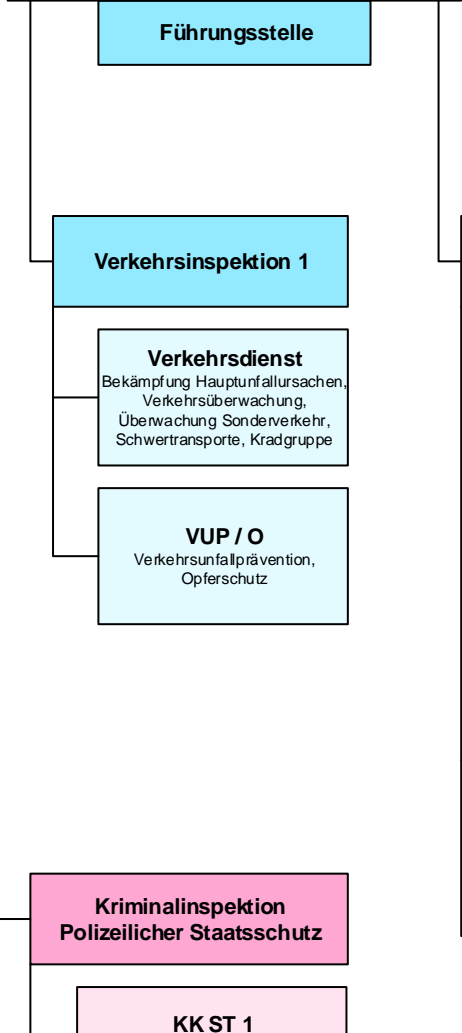 Führungsstelle
Verkehrsinspektion 1
Verkehrsdienst
Bekämpfung Hauptunfallursachen,
Verkehrsüberwachung,
Überwachung Sonderverkehr,
Schwertransporte, Kradgruppe
VUP / O
Verkehrsunfallprävention,
Opferschutz
Kriminalinspektion
Polizeilicher Staatsschutz
KK ST 1